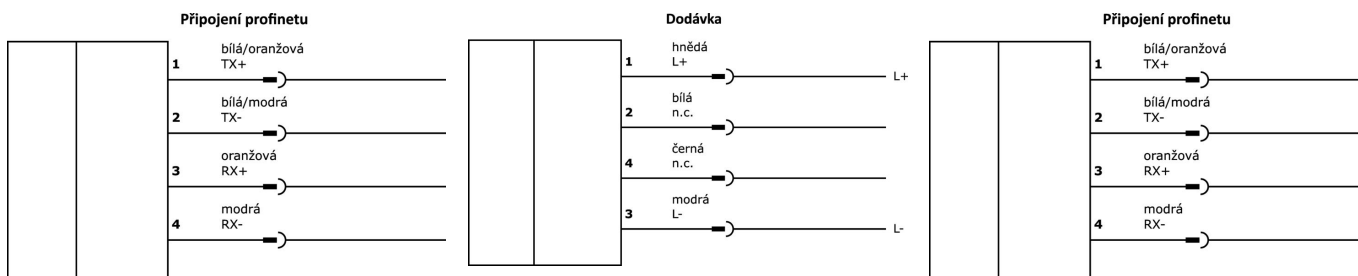 Připojení profinetu
bílá/oranžová
1 TX+
bílá/modrá
2 TX-
oranžová
3 RX+
modrá
4 RX-
Dodávka
hnědá
1 L+
L+
bílá
2 n.c.
černá
4 n.c.
modrá
3 L-
L-
Připojení profinetu
bílá/oranžová
1 TX+
bílá/modrá
2 TX-
oranžová
3 RX+
modrá
4 RX-